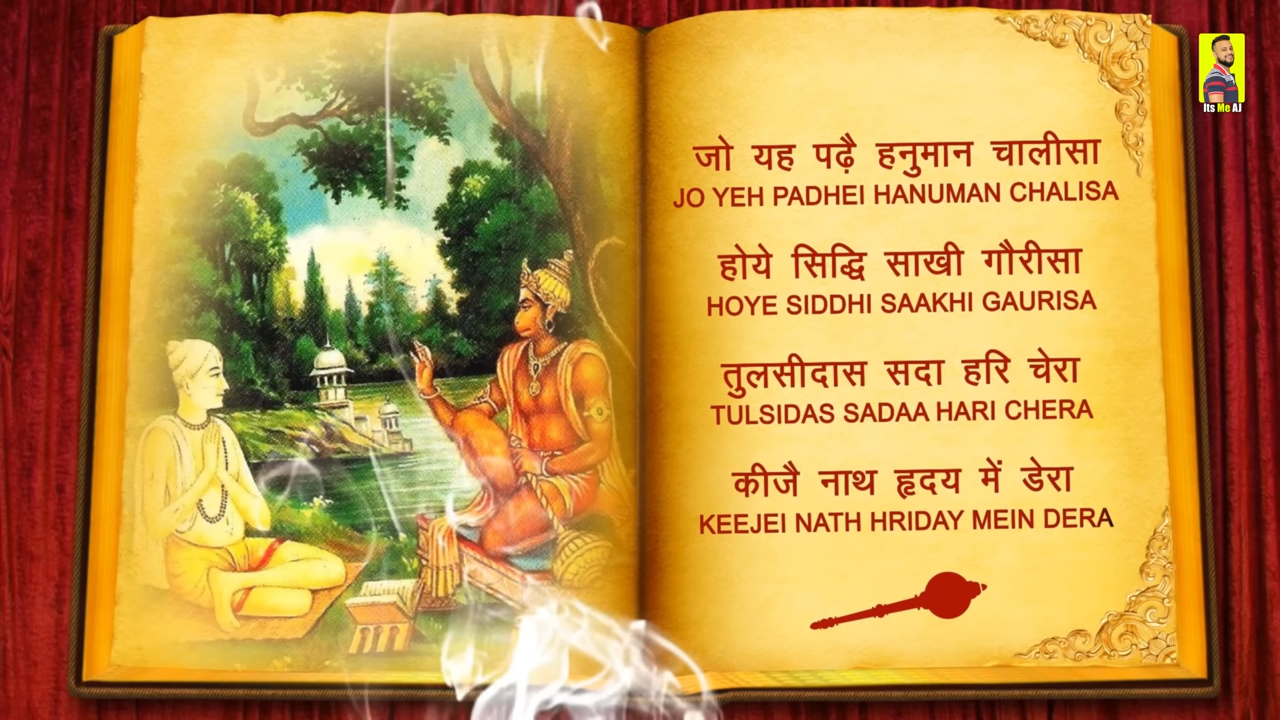 जो यह पढ़ै हनुमान चालीसा
JO YEH PADHEI HANUMAN CHALISA
होये सिद्धि साखी गौरीसा
HOYE SIDDHI SAAKHI GAURISA
तुलसीदास सदा हरि चेरा
TULSIDAS SADAA HARI CHERA
कीजै नाथ हृदय में डेरा
KEEJEI NATH HRIDAY MEIN DERA
Its Me AJ